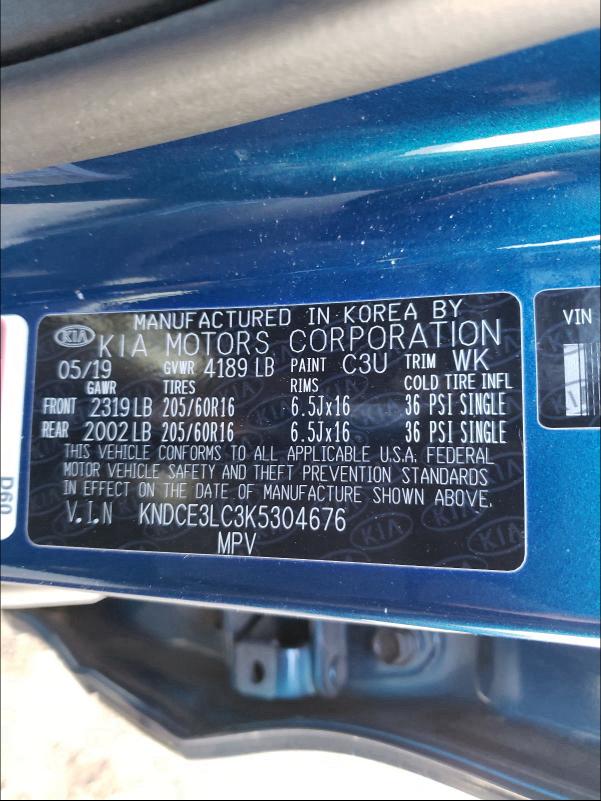 MANUFACTURED IN KOREA BY
KIA KIA MOTORS CORPORATION
05/19 GVWR 4189 LB PAINT C3U TRIM WK
GAWR TIRES RIMS COLD TIRE INFL
FRONT 2319 LB 205/60R16 6.5Jx16 36 PSI SINGLE
REAR 2002 LB 205/60R16 6.5Jx16 36 PSI SINGLE
THIS VEHICLE CONFORMS TO ALL APPLICABLE U.S.A. FEDERAL
MOTOR VEHICLE SAFETY AND THEFT PREVENTION STANDARDS
IN EFFECT ON THE DATE OF MANUFACTURE SHOWN ABOVE.
V.I.N KNDCE3LC3K5304676
MPV
VIN
D60